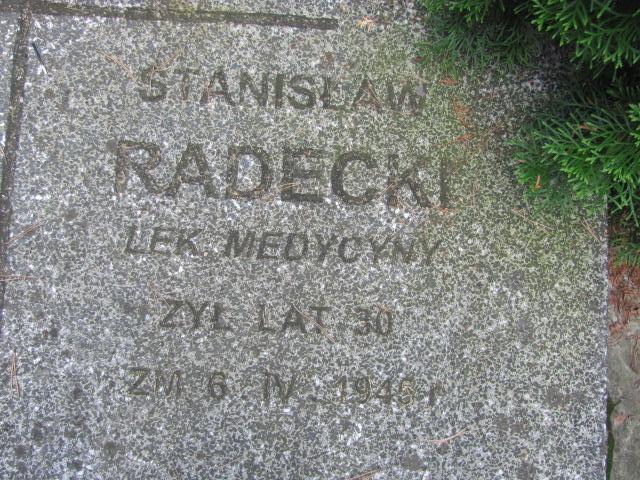 STANISŁAW
RADECKI
LEK MEDYCYNY
ŻYŁ LAT 30
ZM 6 IV 1945 r